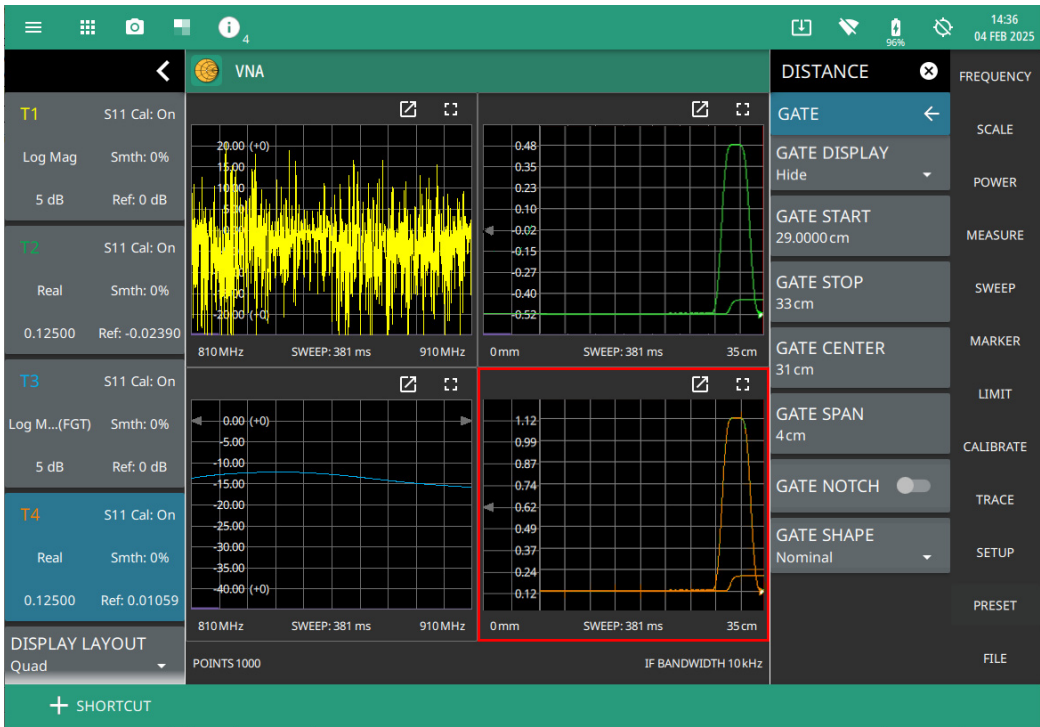 4
96%
14:36
04 FEB 2025
VNA
DISTANCE
FREQUENCY
T1 S11 Cal: On
Log Mag Smth: 0%
5 dB Ref: 0 dB
T2 S11 Cal: On
Real Smth: 0%
0.12500 Ref: -0.02390
T3 S11 Cal: On
Log M...(FGT) Smth: 0%
5 dB Ref: 0 dB
T4 S11 Cal: On
Real Smth: 0%
0.12500 Ref: 0.01059
DISPLAY LAYOUT
Quad
20.00 (+0)
15.00
10.00
5.00
-20.00 (+0)
810 MHz SWEEP: 381 ms 910 MHz
0.48
0.35
0.23
0.10
-0.02
-0.15
-0.27
-0.40
-0.52
0 mm SWEEP: 381 ms 35 cm
0.00 (+0)
-5.00
-10.00
-15.00
-20.00
-25.00
-30.00
-35.00
-40.00 (+0)
810 MHz SWEEP: 381 ms 910 MHz
1.12
0.99
0.87
0.74
0.62
0.49
0.37
0.24
0.12
0 mm SWEEP: 381 ms 35 cm
POINTS 1000 IF BANDWIDTH 10 kHz
GATE
GATE DISPLAY
Hide
GATE START
29.0000 cm
GATE STOP
33 cm
GATE CENTER
31 cm
GATE SPAN
4 cm
GATE NOTCH
GATE SHAPE
Nominal
SCALE
POWER
MEASURE
SWEEP
MARKER
LIMIT
CALIBRATE
TRACE
SETUP
PRESET
FILE
SHORTCUT